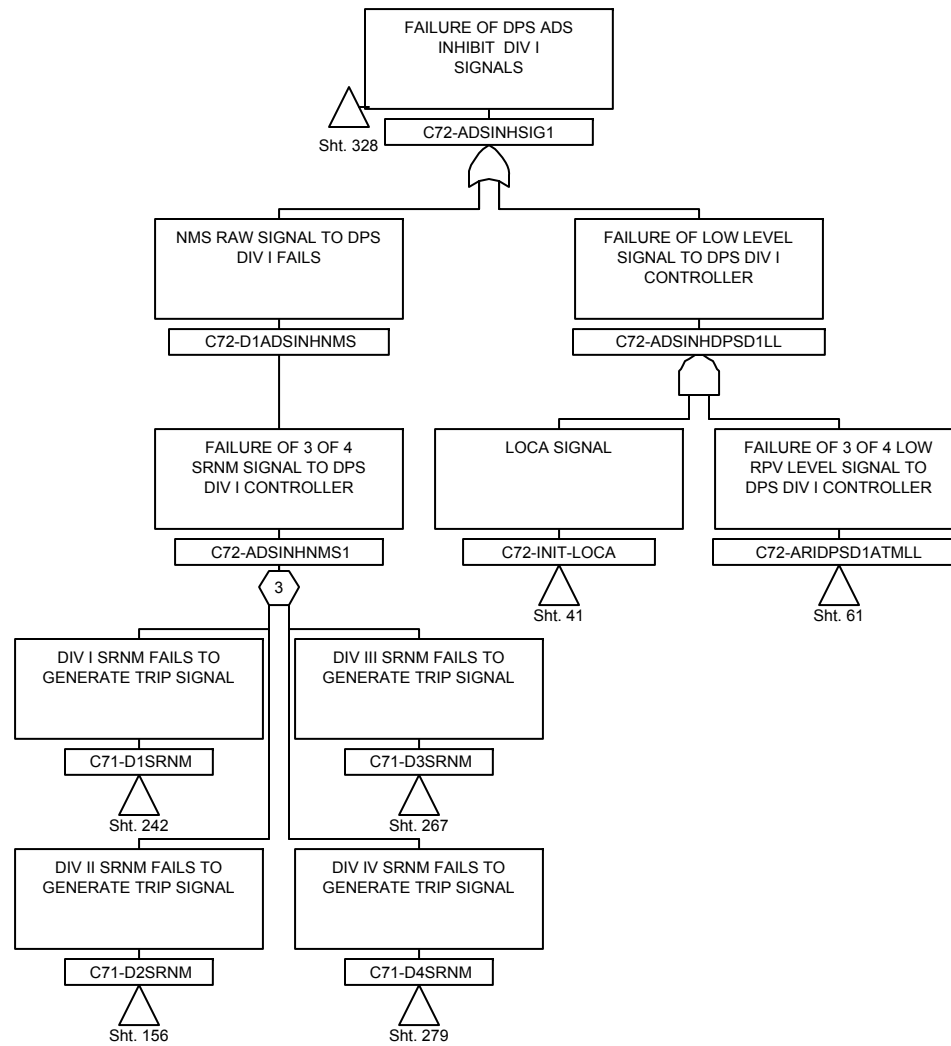 FAILURE OF DPS ADS
INHIBIT DIV I
SIGNALS
Sht. 328
C72-ADSINHSIG1
NMS RAW SIGNAL TO DPS
DIV I FAILS
C72-D1ADSINHNMS
FAILURE OF LOW LEVEL
SIGNAL TO DPS DIV I
CONTROLLER
C72-ADSINHDPSD1LL
FAILURE OF 3 OF 4
SRNM SIGNAL TO DPS
DIV I CONTROLLER
C72-ADSINHNMS1
3
LOCA SIGNAL
C72-INIT-LOCA
Sht. 41
FAILURE OF 3 OF 4 LOW
RPV LEVEL SIGNAL TO
DPS DIV I CONTROLLER
C72-ARIDPSD1ATMLL
Sht. 61
DIV I SRNM FAILS TO
GENERATE TRIP SIGNAL
C71-D1SRNM
Sht. 242
DIV III SRNM FAILS TO
GENERATE TRIP SIGNAL
C71-D3SRNM
Sht. 267
DIV II SRNM FAILS TO
GENERATE TRIP SIGNAL
C71-D2SRNM
Sht. 156
DIV IV SRNM FAILS TO
GENERATE TRIP SIGNAL
C71-D4SRNM
Sht. 279